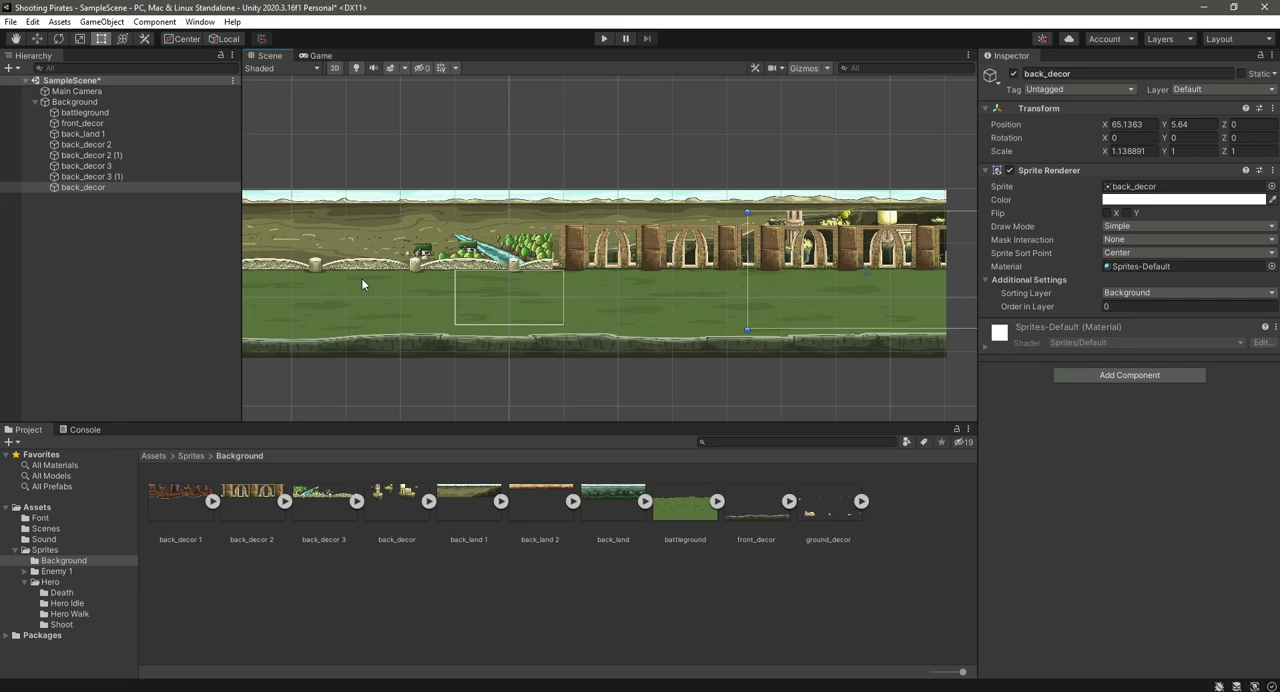 Shooting Pirates - SampleScene - PC, Mac & Linux Standalone - Unity 2020.3.16f1 Personal* <DX11>
File Edit Assets GameObject Component Window Help
Center Local Account Layers Layout
Hierarchy Scene Game Inspector
All Shaded 2D 0 Gizmos All back_decor Static
SampleScene*
Tag Untagged Layer Default
Main Camera
Background
Transform
battleground
Position X 65.1363 Y 5.64 Z 0
front_decor
back_land 1
Rotation X 0 Y 0 Z 0
back_decor 2
Scale X 1.138891 Y 1 Z 1
back_decor 2 (1)
back_decor 3
Sprite Renderer
back_decor 3 (1)
back_decor
Sprite back_decor
Color
Flip X Y
Draw Mode Simple
Mask Interaction None
Sprite Sort Point Center
Material Sprites-Default
Additional Settings
Sorting Layer Background
Order in Layer 0
Sprites-Default (Material)
Shader Sprites/Default Edit...
Add Component
Project Console
19
Favorites
All Materials
All Models
All Prefabs
Assets
Font
Scenes
Sound
Sprites
Background
Enemy 1
Hero
Death
Hero Idle
Hero Walk
Shoot
Packages
Assets Sprites Background
back_decor 1 back_decor 2 back_decor 3 back_decor back_land 1 back_land 2 back_land battleground front_decor ground_decor